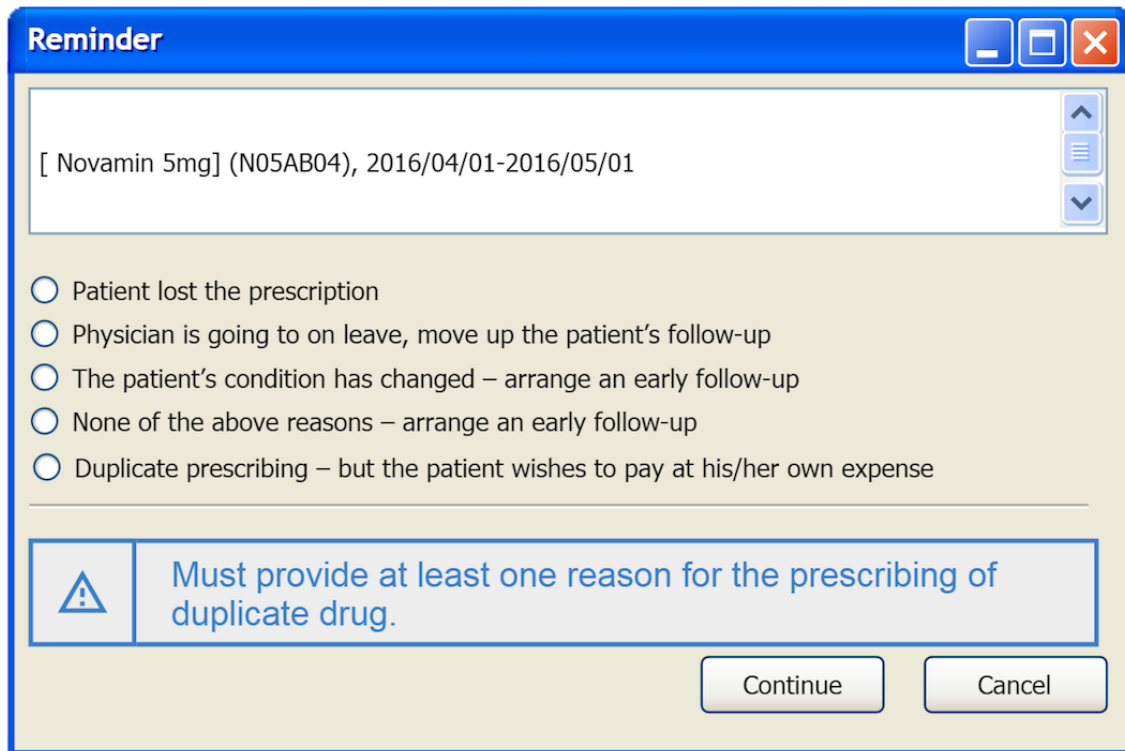 Reminder
[ Novamin 5mg] (N05AB04), 2016/04/01-2016/05/01
Patient lost the prescription
Physician is going to on leave, move up the patient’s follow-up
The patient’s condition has changed – arrange an early follow-up
None of the above reasons – arrange an early follow-up
Duplicate prescribing – but the patient wishes to pay at his/her own expense
Must provide at least one reason for the prescribing of
duplicate drug.
Continue
Cancel